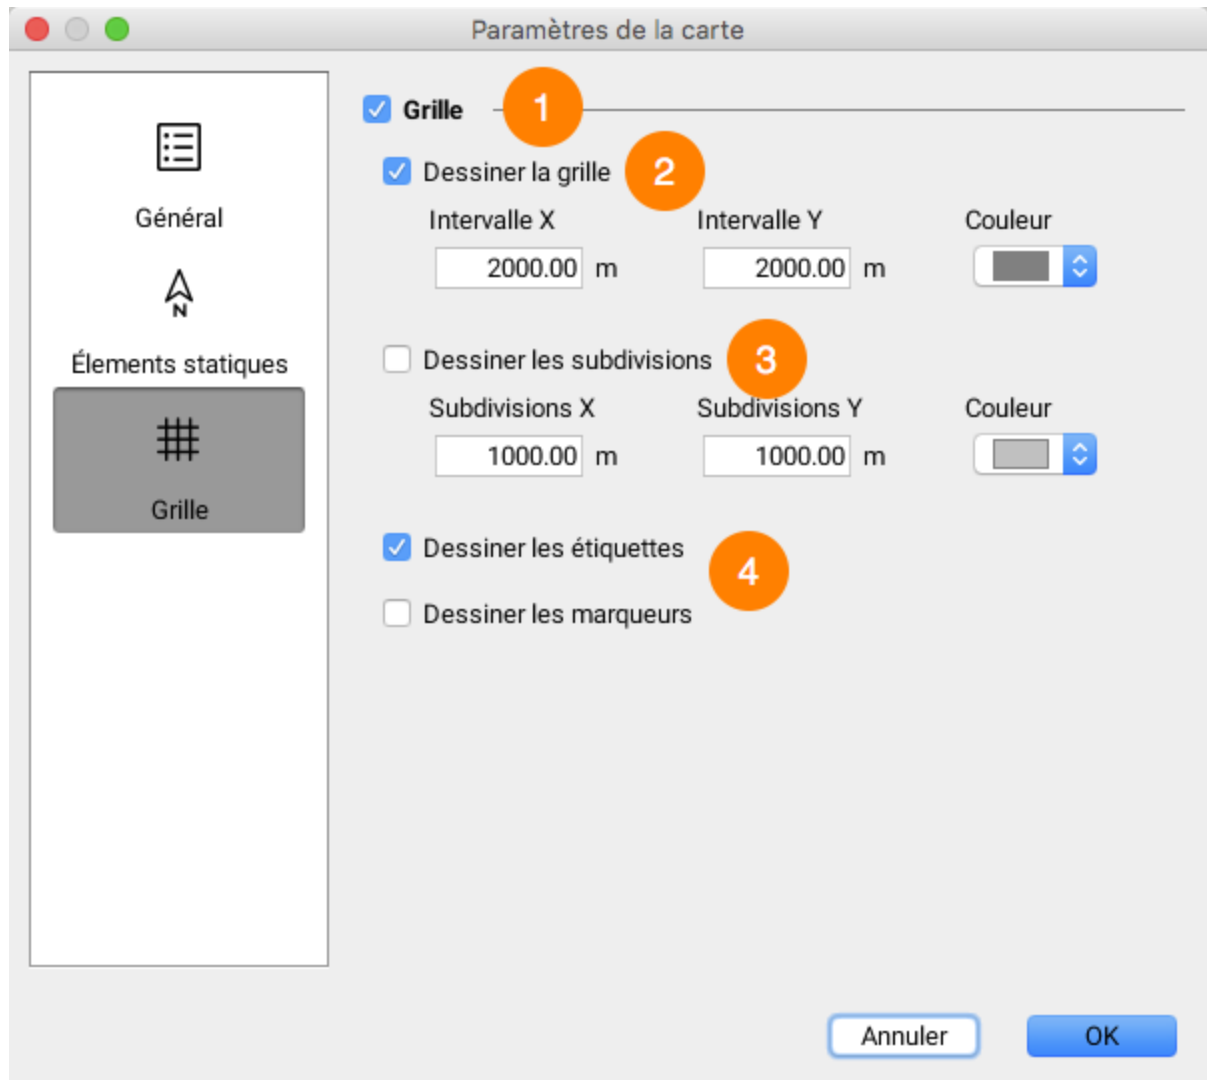 Paramètres de la carte
Général
N
Élements statiques
Grille
Grille 1
Dessiner la grille 2
Intervalle X Intervalle Y Couleur
2000.00 m 2000.00 m
Dessiner les subdivisions 3
Subdivisions X Subdivisions Y Couleur
1000.00 m 1000.00 m
Dessiner les étiquettes
4
Dessiner les marqueurs
Annuler OK